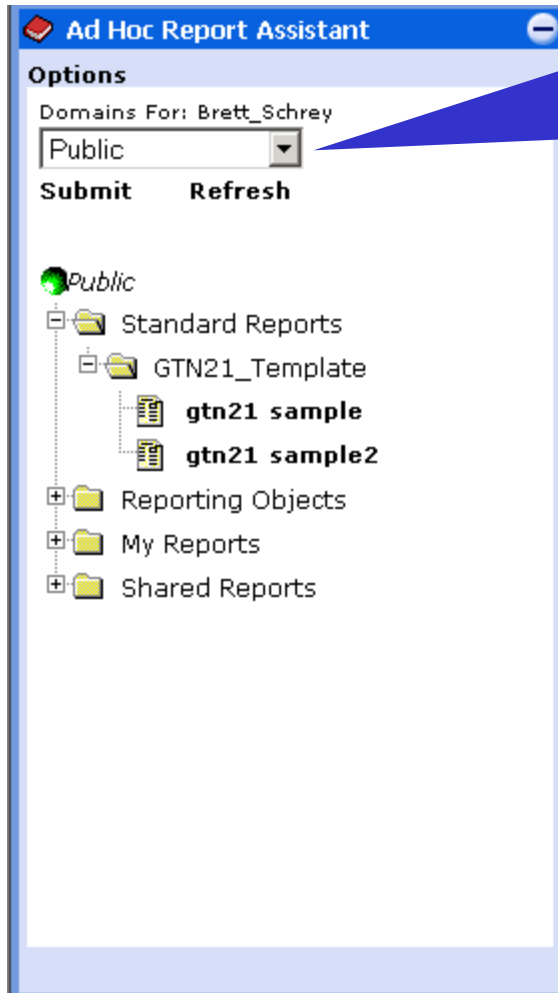 Ad Hoc Report Assistant
Options
Domains For: Brett_Schrey
Public
Submit Refresh
Public
Standard Reports
GTN21_Template
gtn21 sample
gtn21 sample2
Reporting Objects
My Reports
Shared Reports